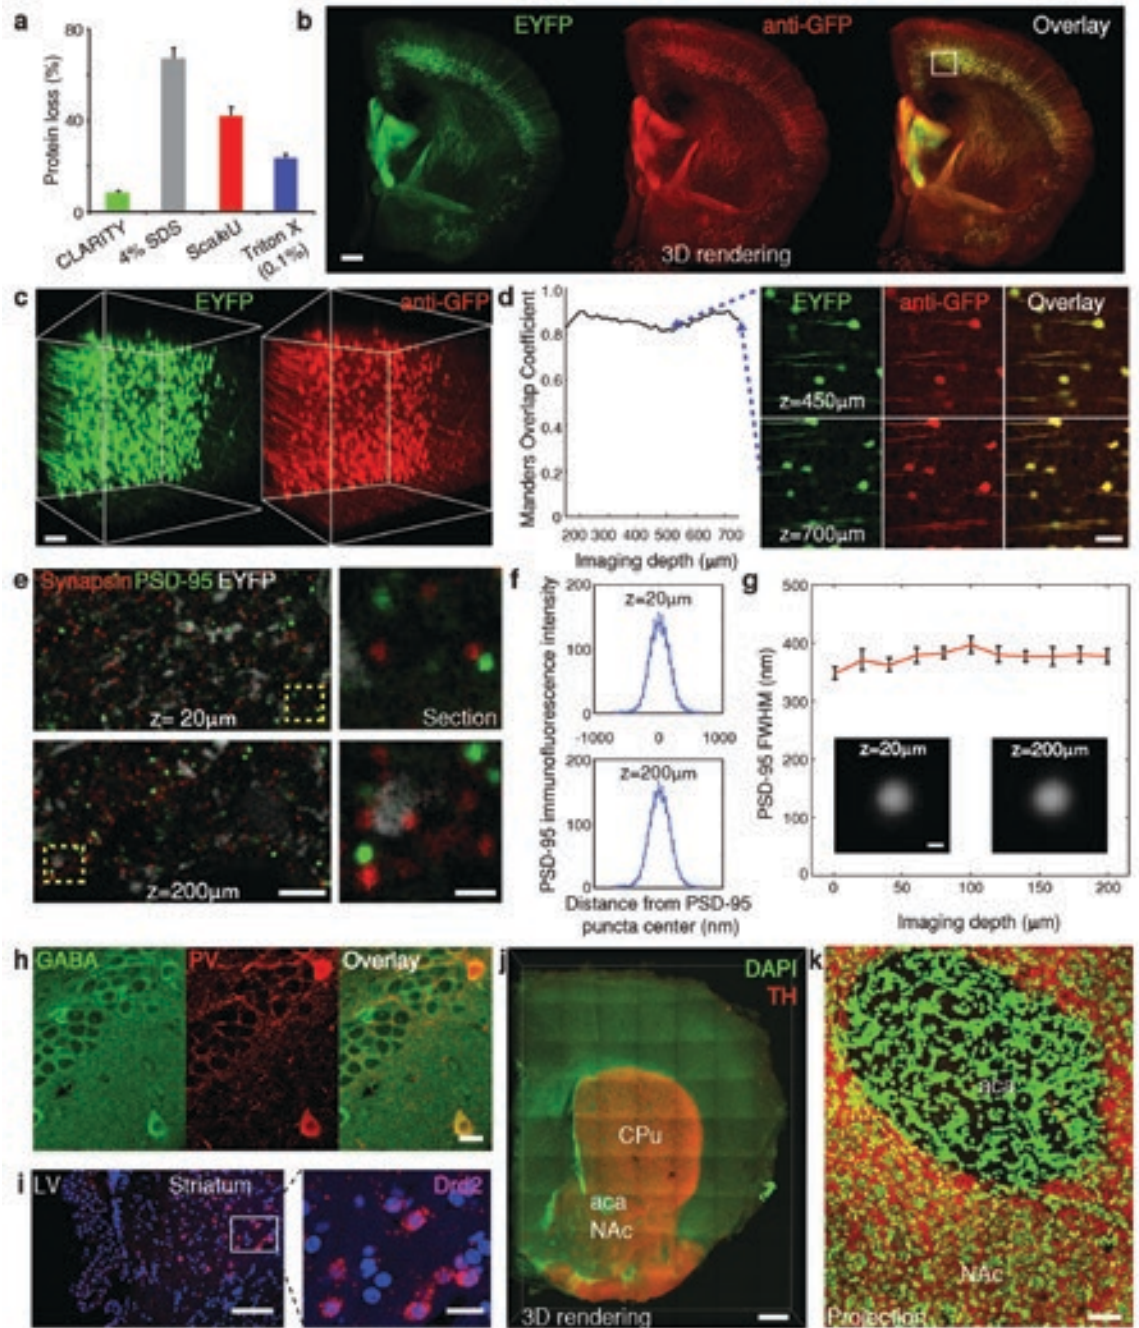 a
80
40
0
Protein loss (%)
CLARITY
4% SDS
ScaleU
Triton X
(0.1%)
b
EYFP
anti-GFP
Overlay
3D rendering
c
EYFP
anti-GFP
d
1.0
0.8
0.6
0.4
0.2
0
Manders Overlap Coefficient
200 300 400 500 600 700
Imaging depth (µm)
EYFP
anti-GFP
Overlay
z=450µm
z=700µm
e
Synapsin PSD-95 EYFP
z= 20µm
Section
z=200µm
f
200
100
0
z=20µm
-1000 0 1000
200
100
0
z=200µm
PSD-95 immunofluorescence intensity
Distance from PSD-95
puncta center (nm)
g
500
400
300
200
100
0
PSD-95 FWHM (nm)
z=20µm
z=200µm
0 50 100 150 200
Imaging depth (µm)
h
GABA
PV
Overlay
i
LV
Striatum
Drd2
j
DAPI
TH
CPu
aca
NAc
3D rendering
k
aca
NAc
Projection